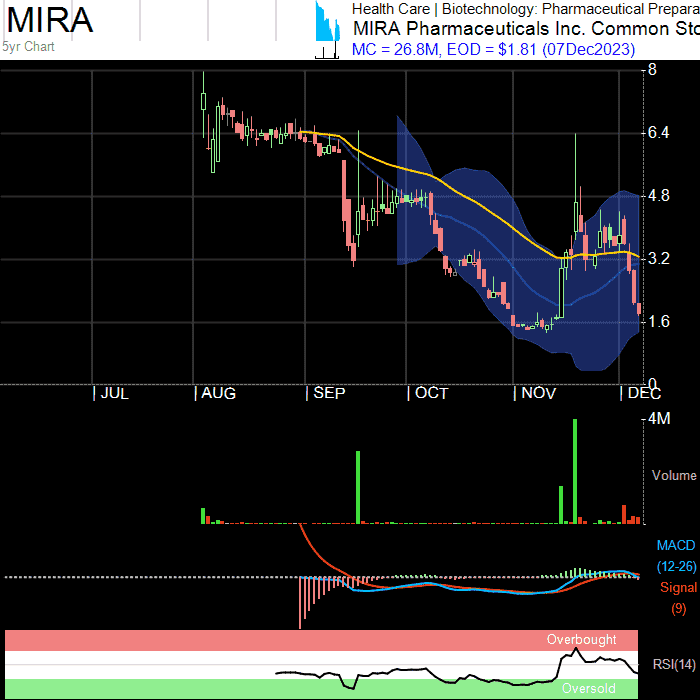 MIRA
5yr Chart
Health Care | Biotechnology: Pharmaceutical Prepara
MIRA Pharmaceuticals Inc. Common Sto
MC = 26.8M, EOD = $1.81 (07Dec2023)
8
6.4
4.8
3.2
1.6
0
JUL
AUG
SEP
OCT
NOV
DEC
4M
Volume
MACD
(12-26)
Signal
(9)
Overbought
RSI(14)
Oversold